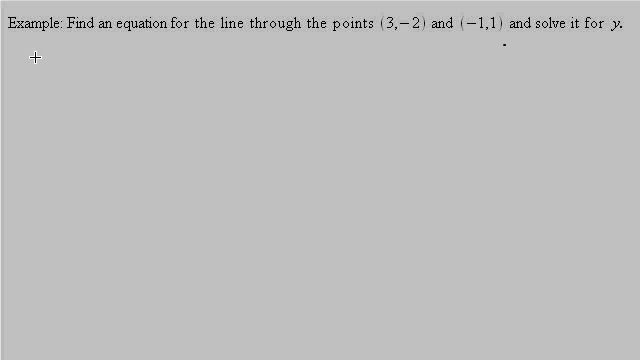 Example: Find an equation for the line through the points (3,−2) and (−1,1) and solve it for y.